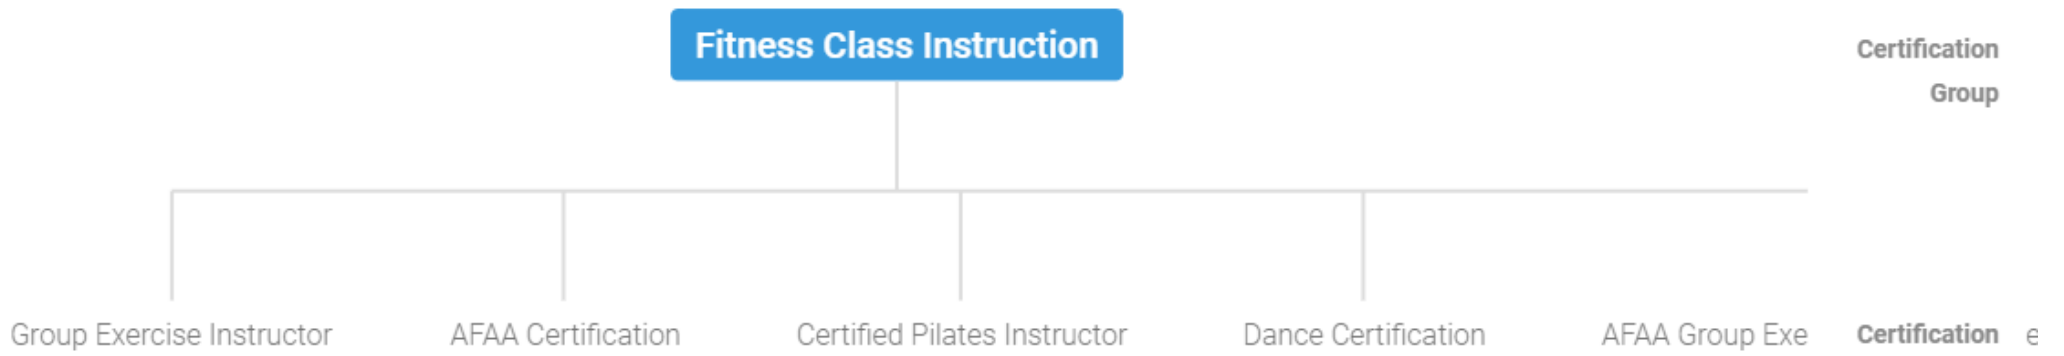 Fitness Class Instruction
Certification
Group
Group Exercise Instructor
AFAA Certification
Certified Pilates Instructor
Dance Certification
AFAA Group Exe
Certification